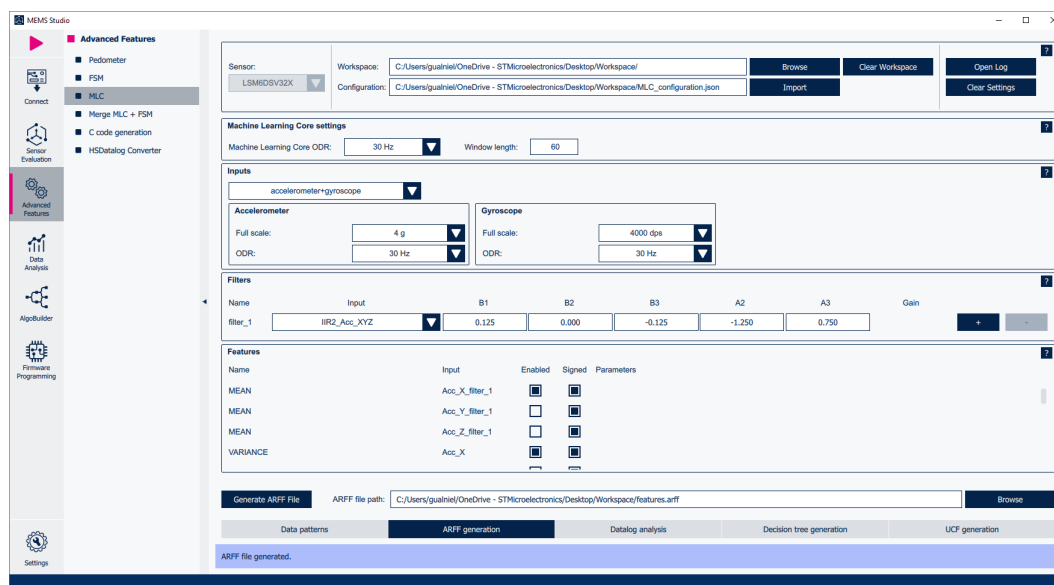 MEMS Studio
Advanced Features
Pedometer
FSM
MLC
Merge MLC + FSM
C code generation
HSDatalog Converter
Connect
Sensor
Evaluation
Advanced
Features
Data
Analysis
AlgoBuilder
Firmware
Programming
Settings
?
Sensor:
LSM6DSV32X
Workspace: C:/Users/gualniel/OneDrive - STMicroelectronics/Desktop/Workspace/ Browse Clear Workspace Open Log
Configuration: C:/Users/gualniel/OneDrive - STMicroelectronics/Desktop/Workspace/MLC_configuration.json Import Clear Settings
Machine Learning Core settings ?
Machine Learning Core ODR: 30 Hz Window length: 60
Inputs ?
accelerometer+gyroscope
Accelerometer Gyroscope
Full scale: 4 g Full scale: 4000 dps
ODR: 30 Hz ODR: 30 Hz
Filters ?
Name Input B1 B2 B3 A2 A3 Gain
filter_1 IIR2_Acc_XYZ 0.125 0.000 -0.125 -1.250 0.750 + -
Features ?
Name Input Enabled Signed Parameters
MEAN Acc_X_filter_1
MEAN Acc_Y_filter_1
MEAN Acc_Z_filter_1
VARIANCE Acc_X
Generate ARFF File ARFF file path: C:/Users/gualniel/OneDrive - STMicroelectronics/Desktop/Workspace/features.arff Browse
Data patterns ARFF generation Datalog analysis Decision tree generation UCF generation
ARFF file generated.